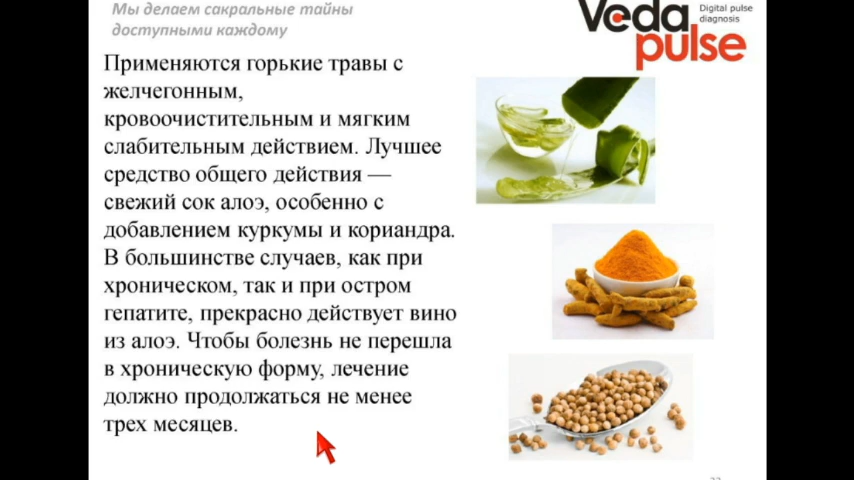 Мы делаем сакральные тайны
доступными каждому
Veda
pulse
Digital pulse
diagnosis
Применяются горькие травы с
желчегонным,
кровоочистительным и мягким
слабительным действием. Лучшее
средство общего действия —
свежий сок алоэ, особенно с
добавлением куркумы и кориандра.
В большинстве случаев, как при
хроническом, так и при остром
гепатите, прекрасно действует вино
из алоэ. Чтобы болезнь не перешла
в хроническую форму, лечение
должно продолжаться не менее
трех месяцев.